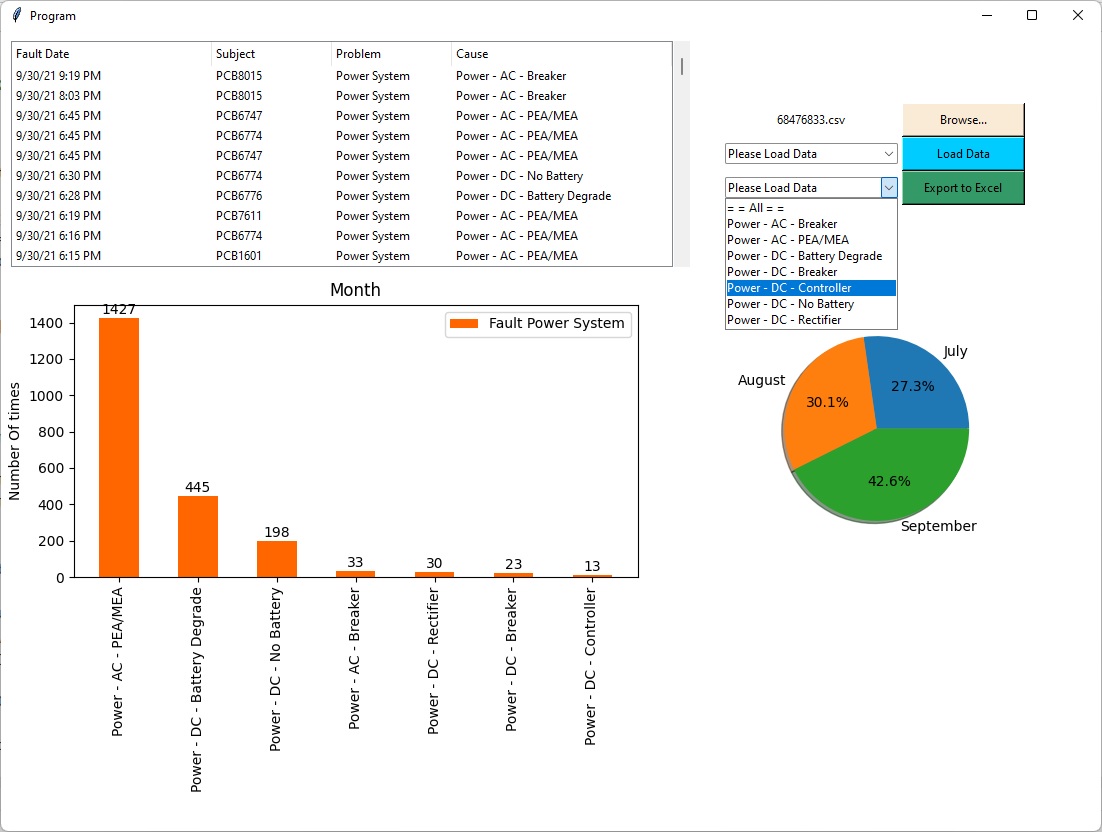 Program
Fault Date Subject Problem Cause
9/30/21 9:19 PM PCB8015 Power System Power - AC - Breaker
9/30/21 8:03 PM PCB8015 Power System Power - AC - Breaker
9/30/21 6:45 PM PCB6747 Power System Power - AC - PEA/MEA
9/30/21 6:45 PM PCB6774 Power System Power - AC - PEA/MEA
9/30/21 6:45 PM PCB6747 Power System Power - AC - PEA/MEA
9/30/21 6:30 PM PCB6774 Power System Power - DC - No Battery
9/30/21 6:28 PM PCB6776 Power System Power - DC - Battery Degrade
9/30/21 6:19 PM PCB7611 Power System Power - AC - PEA/MEA
9/30/21 6:16 PM PCB6774 Power System Power - AC - PEA/MEA
9/30/21 6:15 PM PCB1601 Power System Power - AC - PEA/MEA
68476833.csv Browse...
Please Load Data Load Data
Please Load Data Export to Excel
= = All = =
Power - AC - Breaker
Power - AC - PEA/MEA
Power - DC - Battery Degrade
Power - DC - Breaker
Power - DC - Controller
Power - DC - No Battery
Power - DC - Rectifier
Month
Fault Power System
Number Of times
1400
1200
1000
800
600
400
200
0
1427
445
198
33
30
23
13
Power - AC - PEA/MEA
Power - DC - Battery Degrade
Power - DC - No Battery
Power - AC - Breaker
Power - DC - Rectifier
Power - DC - Breaker
Power - DC - Controller
July
27.3%
August
30.1%
42.6%
September